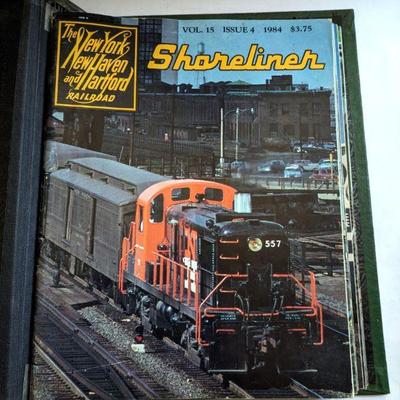 The
New York
New Haven
and Hartford
RAILROAD
VOL. 15 ISSUE 4 1984 $3.75
Shoreliner
557